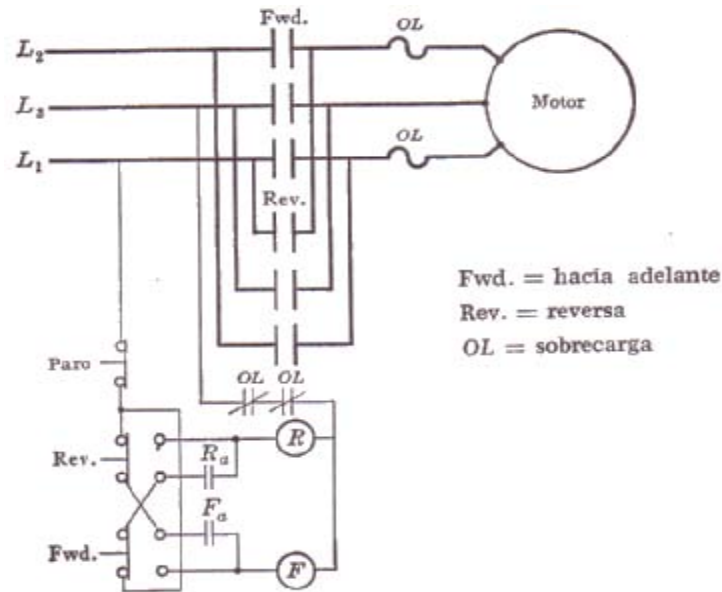 Fwd.
OL
L2
L3
Motor
L1
OL
Rev.
Fwd. = hacía adelante
Rev. = reversa
OL = sobrecarga
Paro
OL OL
R
Rev.
Ra
Fa
Fwd.
F